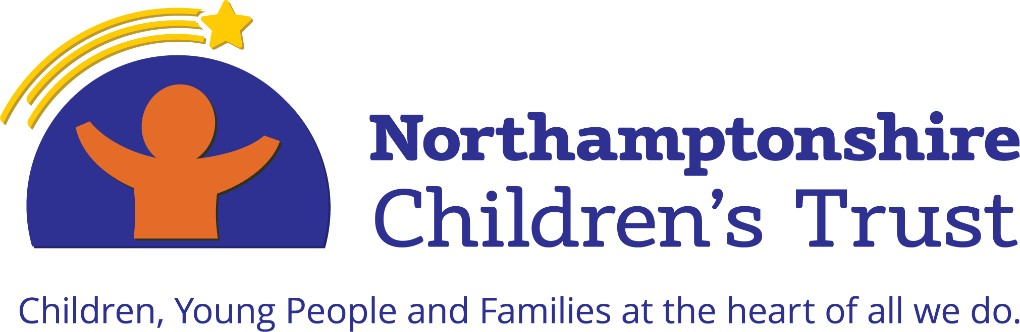 Northamptonshire
Children’s Trust
Children, Young People and Families at the heart of all we do.